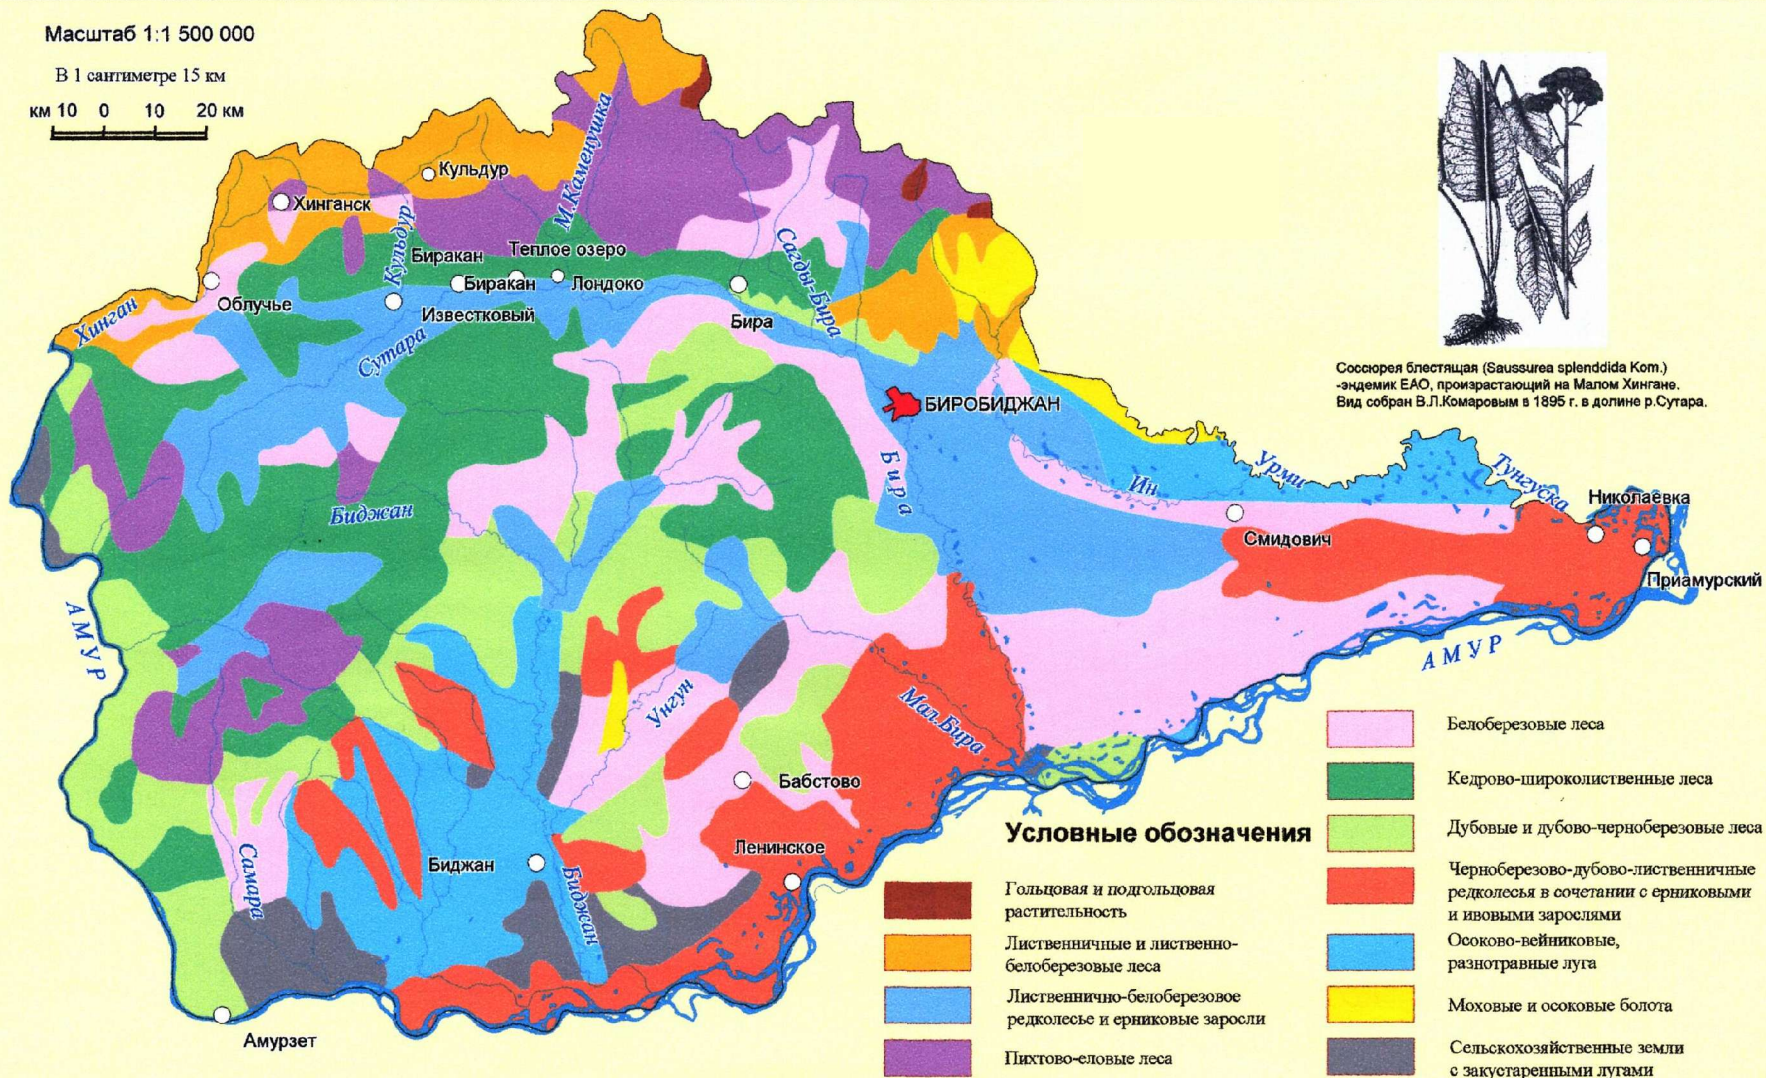 Масштаб 1:1 500 000
В 1 сантиметре 15 км
км 10 0 10 20 км
Кульдур
Хинганск
М.Каменушка
Кульдур
Биракан
Теплое озеро
Сагды-Бира
Облучье
Биракан
Лондоко
Хинган
Известковый
Бира
Сутара
БИРОБИДЖАН
Соссюрея блестящая (Saussurea splenddida Kom.)
-эндемик ЕАО, произрастающий на Малом Хингане.
Вид собран В.Л.Комаровым в 1895 г. в долине р.Сутара.
Бира
Ин
Урми
Тунгуска
Николаевка
Биджан
Смидович
Приамурский
АМУР
АМУР
Унгун
Мал.Бира
Бабстово
Ленинское
Биджан
Самара
Биджан
Амурзет
Условные обозначения
Гольцовая и подгольцовая
растительность
Лиственничные и лиственно-
белоберезовые леса
Лиственнично-белоберезовое
редколесье и ерниковые заросли
Пихтово-еловые леса
Белоберезовые леса
Кедрово-широколиственные леса
Дубовые и дубово-черноберезовые леса
Черноберезово-дубово-лиственничные
редколесья в сочетании с ерниковыми
и ивовыми зарослями
Осоково-вейниковые,
разнотравные луга
Моховые и осоковые болота
Сельскохозяйственные земли
с закустаренными лугами